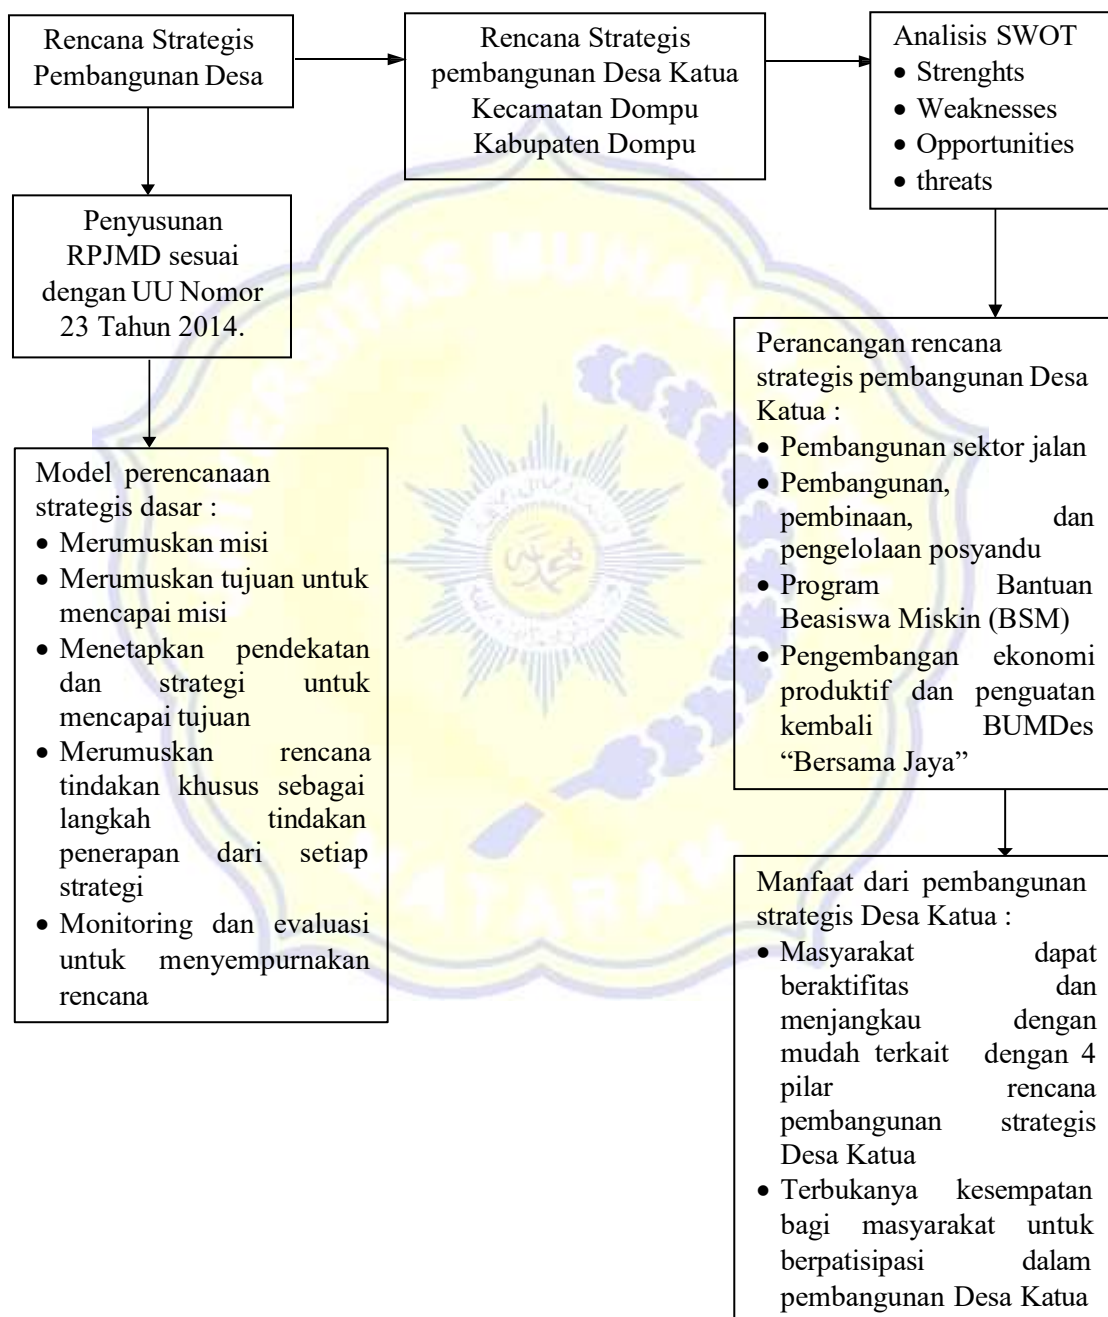 Rencana Strategis
Pembangunan Desa
Rencana Strategis
pembangunan Desa Katua
Kecamatan Dompu
Kabupaten Dompu
Analisis SWOT
• Strenghts
• Weaknesses
• Opportunities
• threats
Penyusunan
RPJMD sesuai
dengan UU Nomor
23 Tahun 2014.
Model perencanaan
strategis dasar :
• Merumuskan misi
• Merumuskan tujuan untuk
mencapai misi
• Menetapkan pendekatan
dan strategi untuk
mencapai tujuan
• Merumuskan rencana
tindakan khusus sebagai
langkah tindakan
penerapan dari setiap
strategi
• Monitoring dan evaluasi
untuk menyempurnakan
rencana
Perancangan rencana
strategis pembangunan Desa
Katua :
• Pembangunan sektor jalan
• Pembangunan,
pembinaan, dan
pengelolaan posyandu
• Program Bantuan
Beasiswa Miskin (BSM)
• Pengembangan ekonomi
produktif dan penguatan
kembali BUMDes
“Bersama Jaya”
Manfaat dari pembangunan
strategis Desa Katua :
• Masyarakat dapat
beraktifitas dan
menjangkau dengan
mudah terkait dengan 4
pilar rencana
pembangunan strategis
Desa Katua
• Terbukanya kesempatan
bagi masyarakat untuk
berpatisipasi dalam
pembangunan Desa Katua